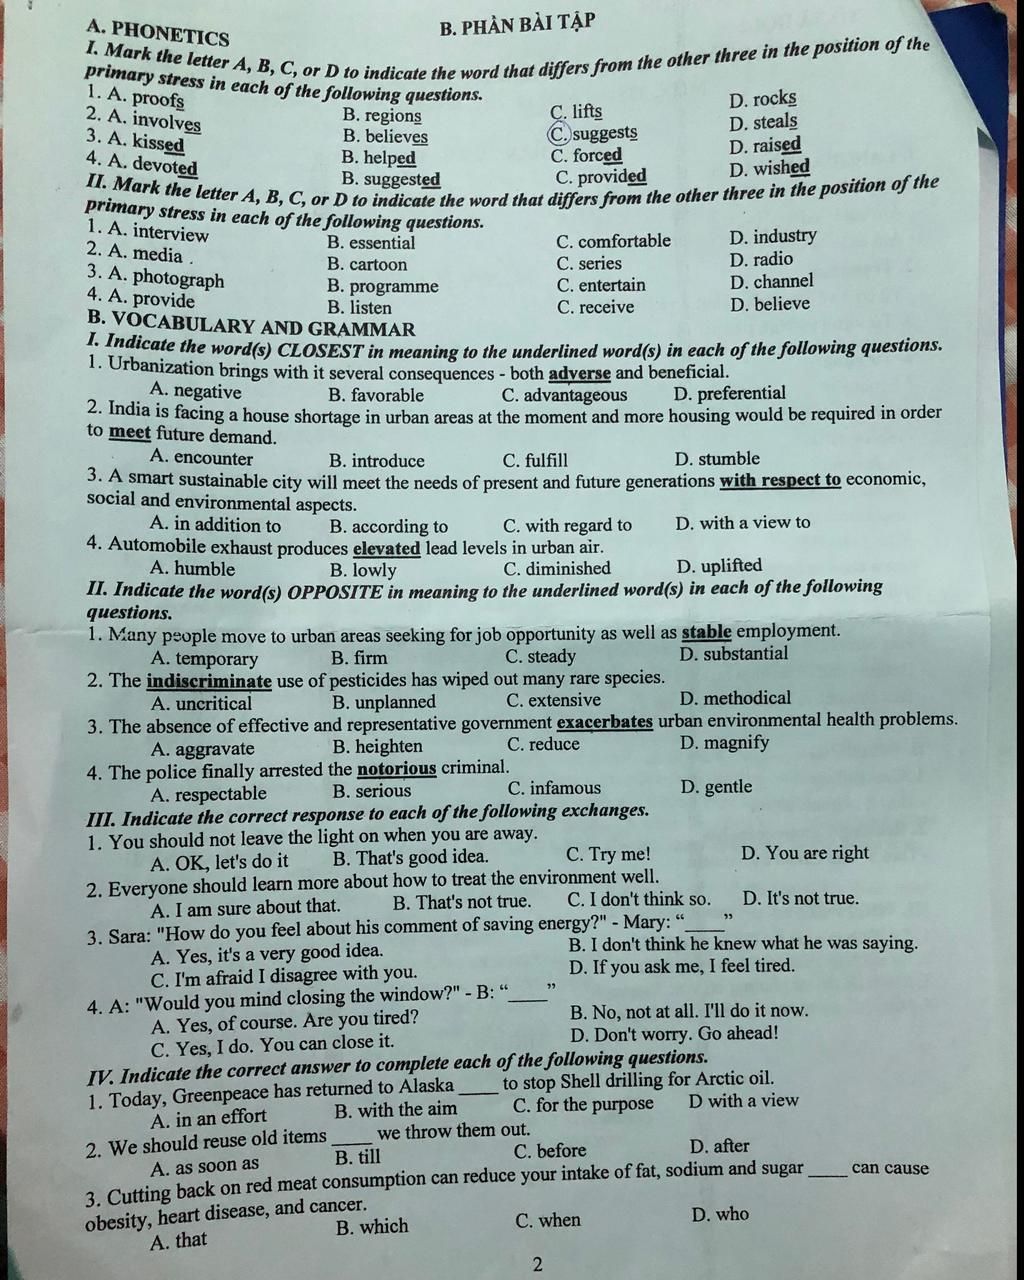 B. PHẦN BÀI TẬP
A. PHONETICS
I. Mark the letter A, B, C, or D to indicate the word that differs from the other three in the position of the
primary stress in each of the following questions.
1. A. proofs B. regions C. lifts D. rocks
2. A. involves B. believes C. suggests D. steals
3. A. kissed B. helped C. forced D. raised
4. A. devoted B. suggested C. provided D. wished
II. Mark the letter A, B, C, or D to indicate the word that differs from the other three in the position of the
primary stress in each of the following questions.
1. A. interview B. essential C. comfortable D. industry
2. A. media . B. cartoon C. series D. radio
3. A. photograph B. programme C. entertain D. channel
4. A. provide B. listen C. receive D. believe
B. VOCABULARY AND GRAMMAR
I. Indicate the word(s) CLOSEST in meaning to the underlined word(s) in each of the following questions.
1. Urbanization brings with it several consequences - both adverse and beneficial.
A. negative B. favorable C. advantageous D. preferential
2. India is facing a house shortage in urban areas at the moment and more housing would be required in order
to meet future demand.
A. encounter B. introduce C. fulfill D. stumble
3. A smart sustainable city will meet the needs of present and future generations with respect to economic,
social and environmental aspects.
A. in addition to B. according to C. with regard to D. with a view to
4. Automobile exhaust produces elevated lead levels in urban air.
A. humble B. lowly C. diminished D. uplifted
II. Indicate the word(s) OPPOSITE in meaning to the underlined word(s) in each of the following
questions.
1. Many people move to urban areas seeking for job opportunity as well as stable employment.
A. temporary B. firm C. steady D. substantial
2. The indiscriminate use of pesticides has wiped out many rare species.
A. uncritical B. unplanned C. extensive D. methodical
3. The absence of effective and representative government exacerbates urban environmental health problems.
A. aggravate B. heighten C. reduce D. magnify
4. The police finally arrested the notorious criminal.
A. respectable B. serious C. infamous D. gentle
III. Indicate the correct response to each of the following exchanges.
1. You should not leave the light on when you are away.
A. OK, let's do it B. That's good idea. C. Try me! D. You are right
2. Everyone should learn more about how to treat the environment well.
A. I am sure about that. B. That's not true. C. I don't think so. D. It's not true.
3. Sara: "How do you feel about his comment of saving energy?" - Mary: “____”
A. Yes, it's a very good idea. B. I don't think he knew what he was saying.
C. I'm afraid I disagree with you. D. If you ask me, I feel tired.
4. A: "Would you mind closing the window?" - B: “____”
A. Yes, of course. Are you tired? B. No, not at all. I'll do it now.
C. Yes, I do. You can close it. D. Don't worry. Go ahead!
IV. Indicate the correct answer to complete each of the following questions.
1. Today, Greenpeace has returned to Alaska ____ to stop Shell drilling for Arctic oil.
A. in an effort B. with the aim C. for the purpose D with a view
2. We should reuse old items ____ we throw them out.
A. as soon as B. till C. before D. after
3. Cutting back on red meat consumption can reduce your intake of fat, sodium and sugar ____ can cause
obesity, heart disease, and cancer.
A. that B. which C. when D. who
2